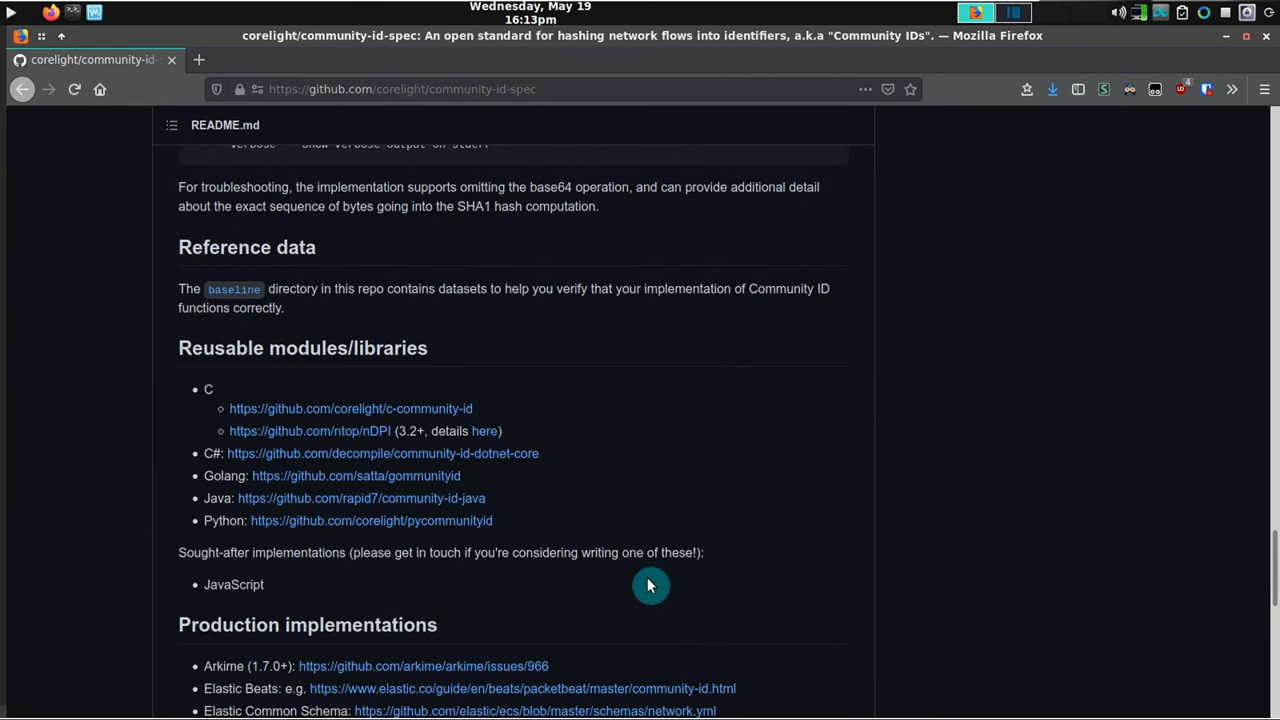 Wednesday, May 19
16:13pm
corelight/community-id-spec: An open standard for hashing network flows into identifiers, a.k.a "Community IDs". — Mozilla Firefox
corelight/community-id-
https://github.com/corelight/community-id-spec
4
README.md
verbose Show verbose output on stderr
For troubleshooting, the implementation supports omitting the base64 operation, and can provide additional detail
about the exact sequence of bytes going into the SHA1 hash computation.
Reference data
The baseline directory in this repo contains datasets to help you verify that your implementation of Community ID
functions correctly.
Reusable modules/libraries
• C
https://github.com/corelight/c-community-id
https://github.com/ntop/nDPI (3.2+, details here)
• C#: https://github.com/decompile/community-id-dotnet-core
• Golang: https://github.com/satta/gommunityid
• Java: https://github.com/rapid7/community-id-java
• Python: https://github.com/corelight/pycommunityid
Sought-after implementations (please get in touch if you're considering writing one of these!):
• JavaScript
Production implementations
• Arkime (1.7.0+): https://github.com/arkime/arkime/issues/966
• Elastic Beats: e.g. https://www.elastic.co/guide/en/beats/packetbeat/master/community-id.html
• Elastic Common Schema: https://github.com/elastic/ecs/blob/master/schemas/network.yml